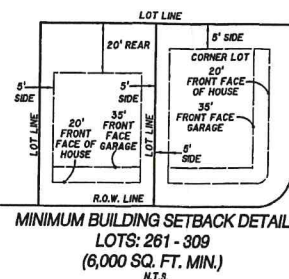 LOT LINE
20' REAR
5' SIDE
CORNER LOT
20'
FRONT FACE
OF HOUSE
35'
FRONT FACE
GARAGE
5'
SIDE
5'
SIDE
20'
FRONT
FACE OF
HOUSE
35'
FRONT
FACE
GARAGE
LOT LINE
LOT LINE
5'
SIDE
R.O.W. LINE
MINIMUM BUILDING SETBACK DETAIL
LOTS: 261 - 309
(6,000 SQ. FT. MIN.)
N.T.S